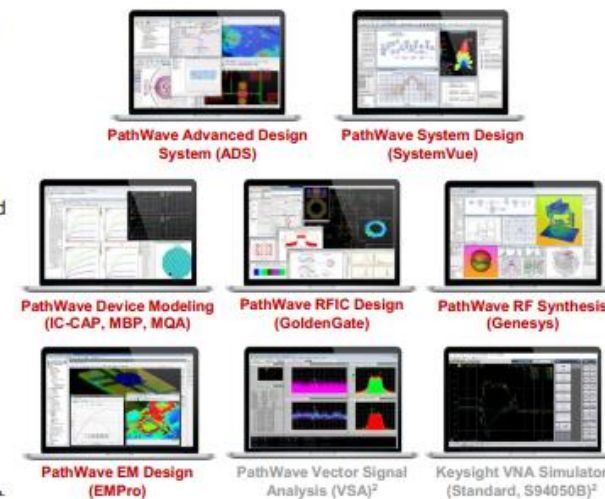 PathWave Advanced Design
System (ADS)
PathWave System Design
(SystemVue)
d
PathWave Device Modeling
(IC-CAP, MBP, MQA)
PathWave RFIC Design
(GoldenGate)
PathWave RF Synthesis
(Genesys)
PathWave EM Design
(EMPro)
PathWave Vector Signal
Analysis (VSA)²
Keysight VNA Simulator
(Standard, S94050B)²